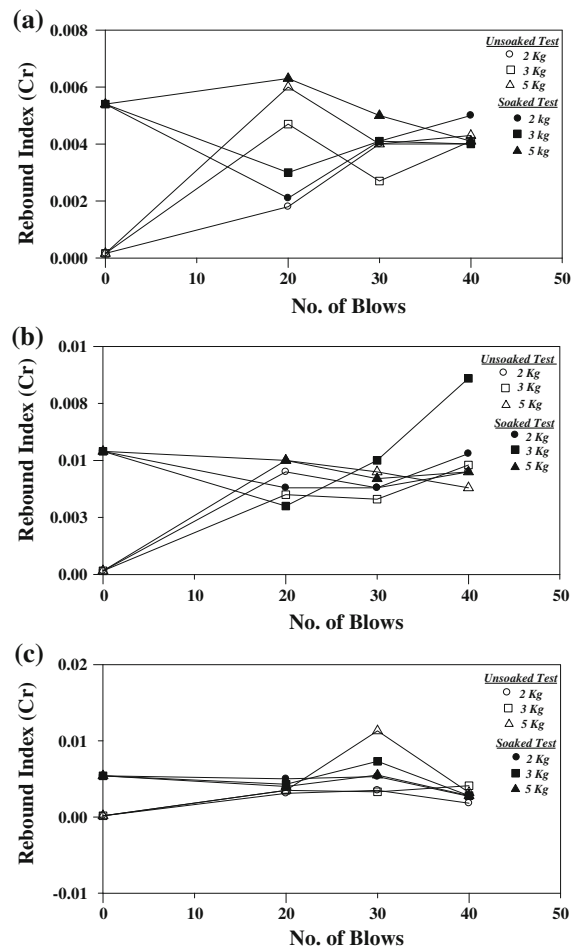 (a)
0.008
0.006
0.004
0.002
0.000
Rebound Index (Cr)
Unsoaked Test
2 Kg
3 Kg
5 Kg
Soaked Test
2 kg
3 kg
5 kg
0 10 20 30 40 50
No. of Blows
(b)
0.01
0.008
0.01
0.003
0.00
Rebound Index (Cr)
Unsoaked Test
2 Kg
3 Kg
5 Kg
Soaked Test
2 Kg
3 Kg
5 Kg
0 10 20 30 40 50
No. of Blows
(c)
0.02
0.01
0.00
-0.01
Rebound Index (Cr)
Unsoaked Test
2 Kg
3 Kg
5 Kg
Soaked Test
2 Kg
3 Kg
5 Kg
0 10 20 30 40 50
No. of Blows